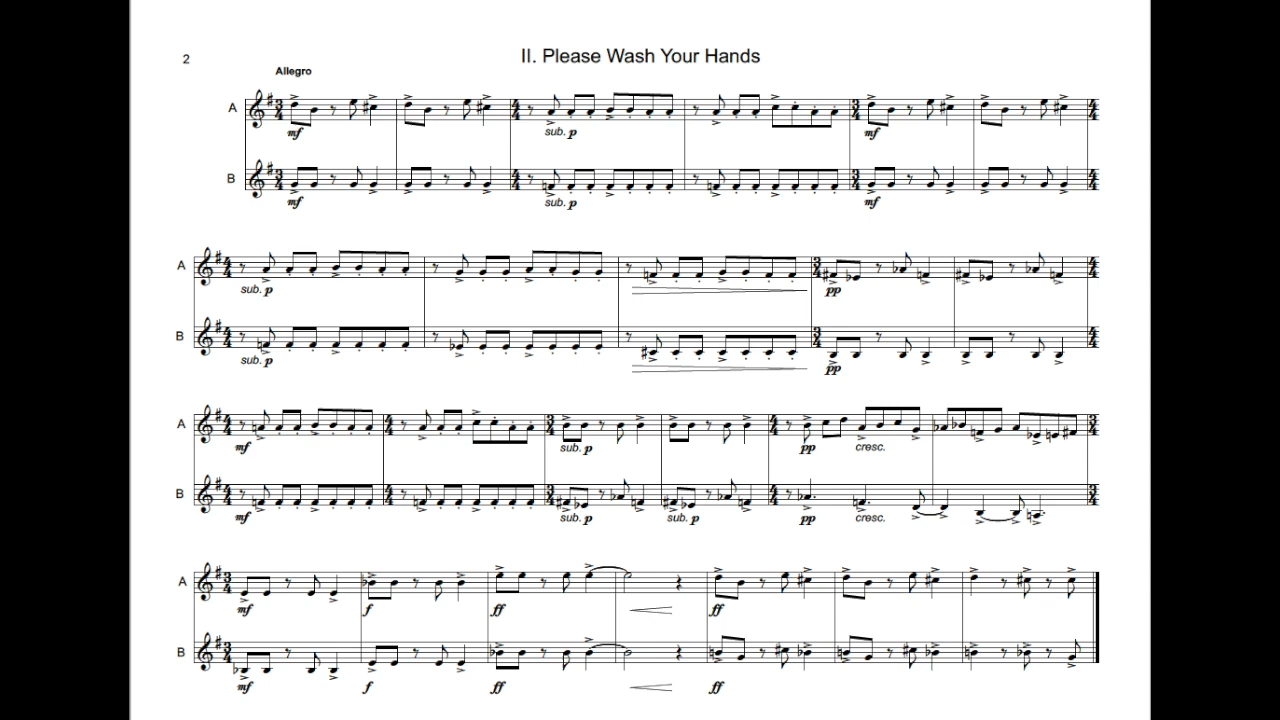 2
II. Please Wash Your Hands
Allegro
A
mf
sub. p
mf
B
mf
sub. p
mf
A
sub. p
pp
B
sub. p
pp
A
mf
sub. p
pp
cresc.
B
mf
sub. p
sub. p
pp
cresc.
A
mf
f
ff
ff
B
mf
f
ff
ff